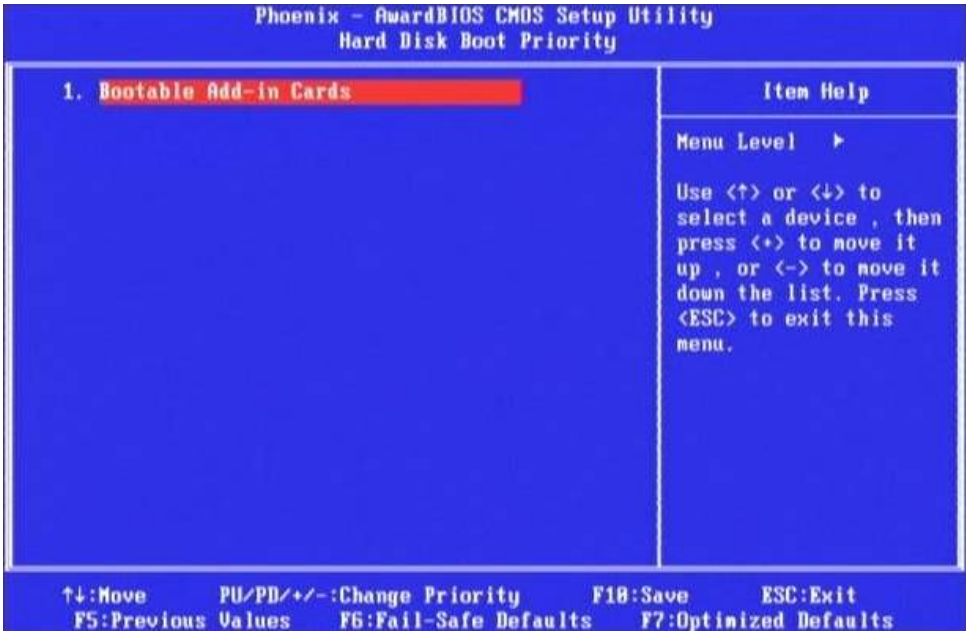 Phoenix - AwardBIOS CMOS Setup Utility
Hard Disk Boot Priority
1. Bootable Add-in Cards
Item Help
Menu Level ►
Use <↑> or <↓> to
select a device , then
press <+> to move it
up , or <-> to move it
down the list. Press
<ESC> to exit this
menu.
↑↓:Move PU/PD/+/-:Change Priority F10:Save ESC:Exit
F5:Previous Values F6:Fail-Safe Defaults F7:Optimized Defaults